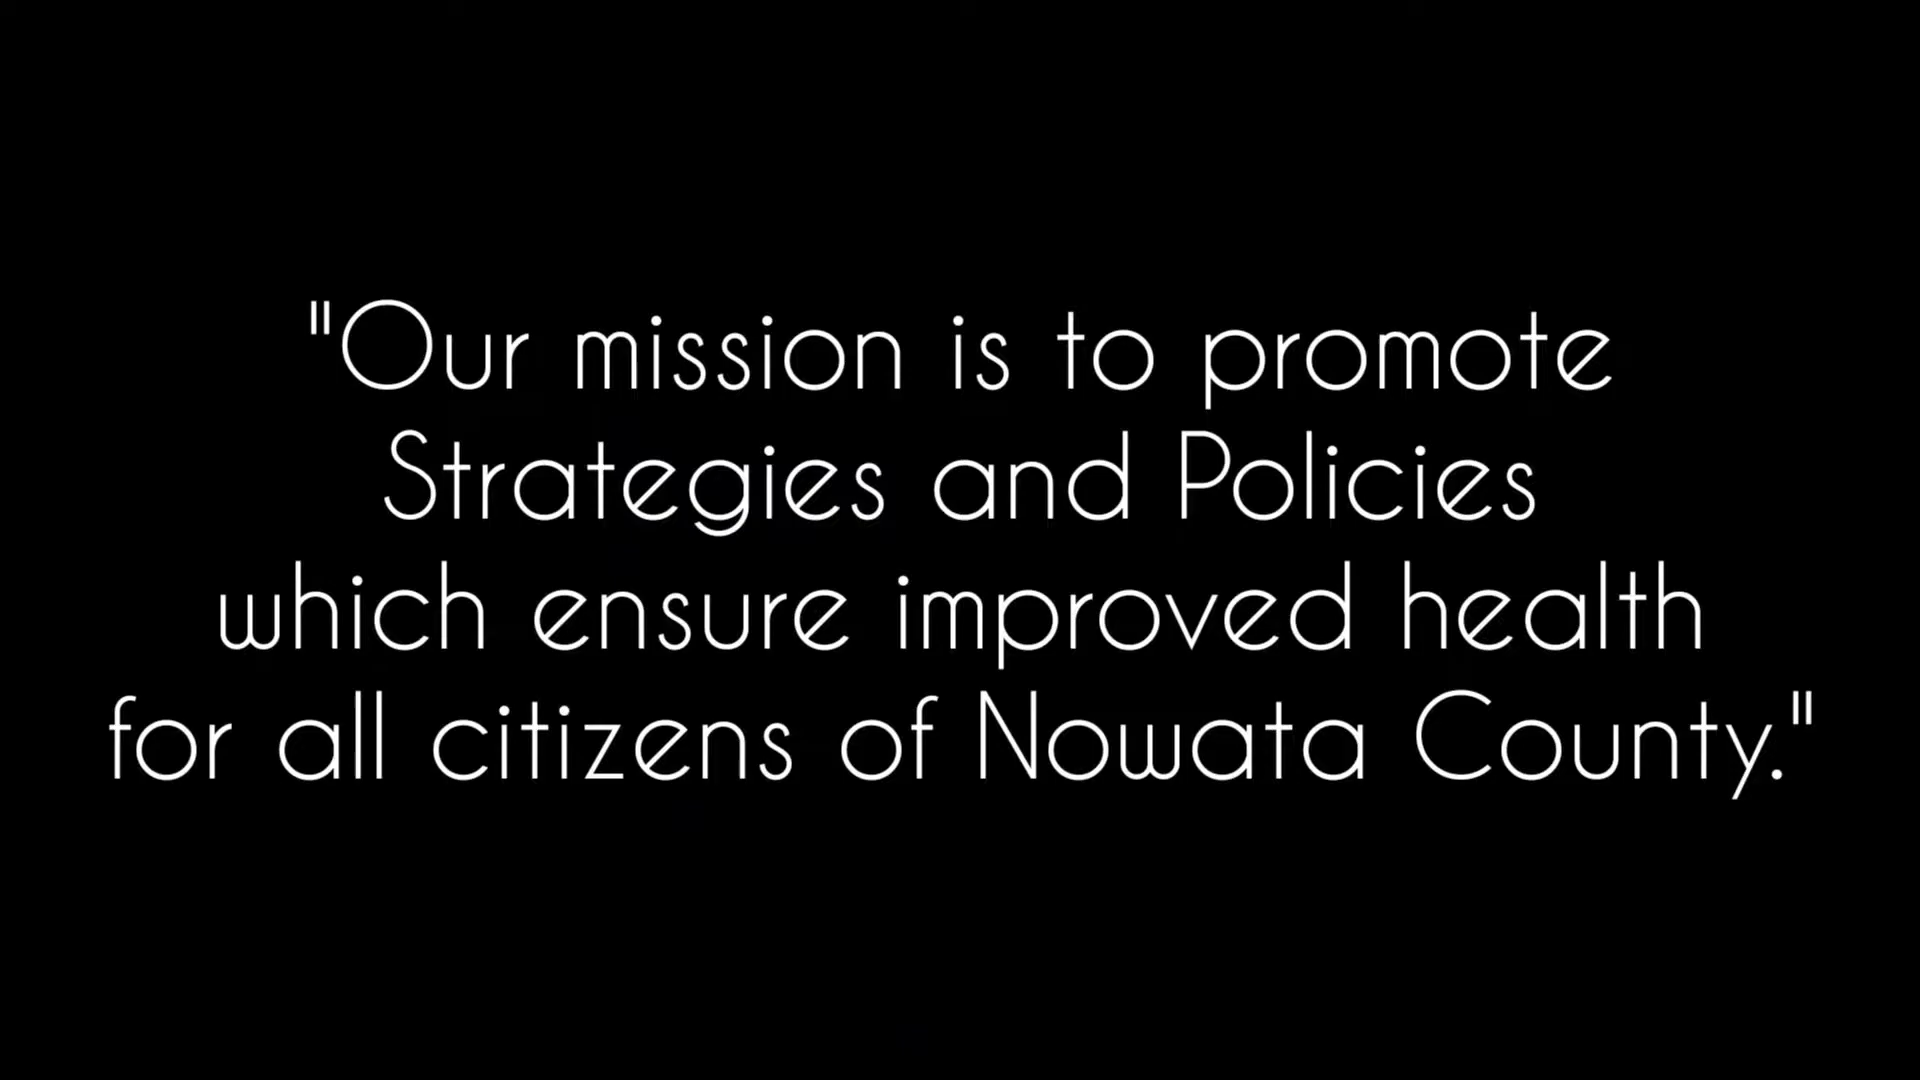 "Our mission is to promote
Strategies and Policies
which ensure improved health
for all citizens of Nowata County."